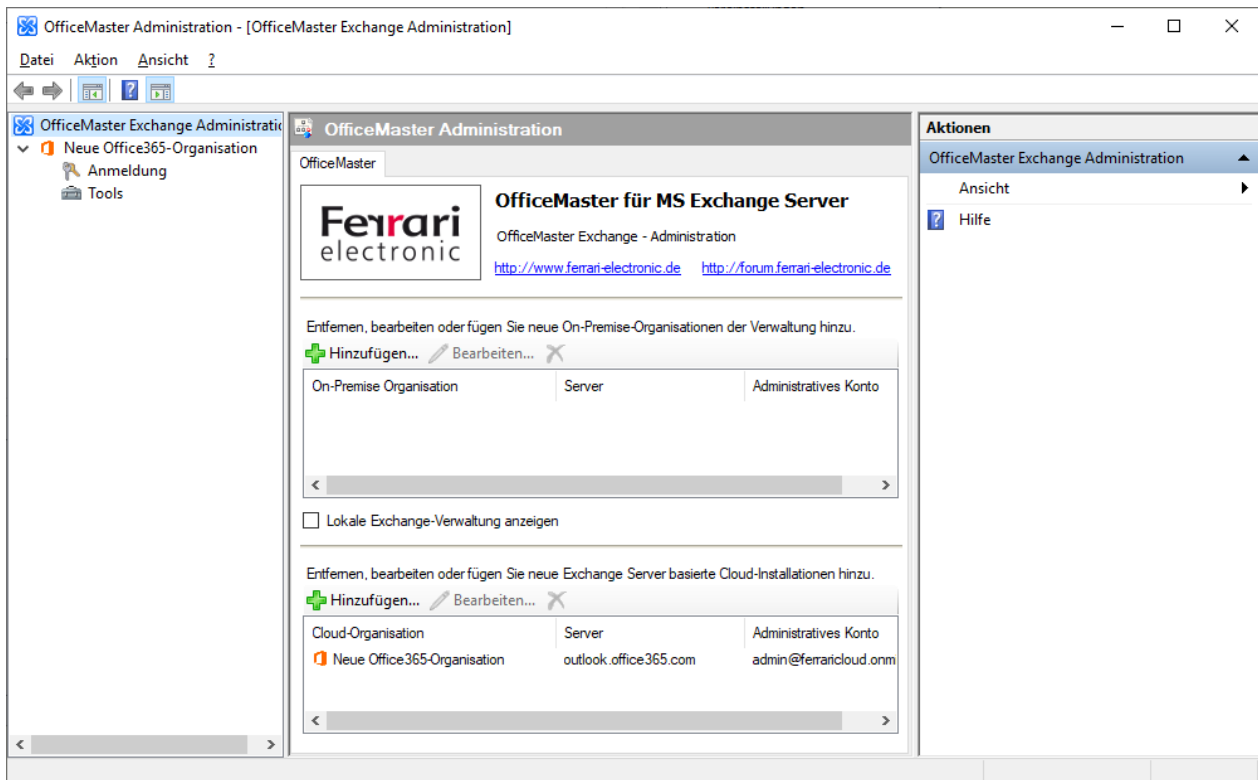 OfficeMaster Administration - [OfficeMaster Exchange Administration]
Datei Aktion Ansicht ?
OfficeMaster Exchange Administratic
Neue Office365-Organisation
Anmeldung
Tools
OfficeMaster Administration
OfficeMaster
Ferrari
electronic
OfficeMaster für MS Exchange Server
OfficeMaster Exchange - Administration
http://www.ferrari-electronic.de http://forum.ferrari-electronic.de
Entfernen, bearbeiten oder fügen Sie neue On-Premise-Organisationen der Verwaltung hinzu.
Hinzufügen... Bearbeiten...
On-Premise Organisation Server Administratives Konto
Lokale Exchange-Verwaltung anzeigen
Entfernen, bearbeiten oder fügen Sie neue Exchange Server basierte Cloud-Installationen hinzu.
Hinzufügen... Bearbeiten...
Cloud-Organisation Server Administratives Konto
Neue Office365-Organisation outlook.office365.com admin@ferraricloud.onm
Aktionen
OfficeMaster Exchange Administration
Ansicht
Hilfe